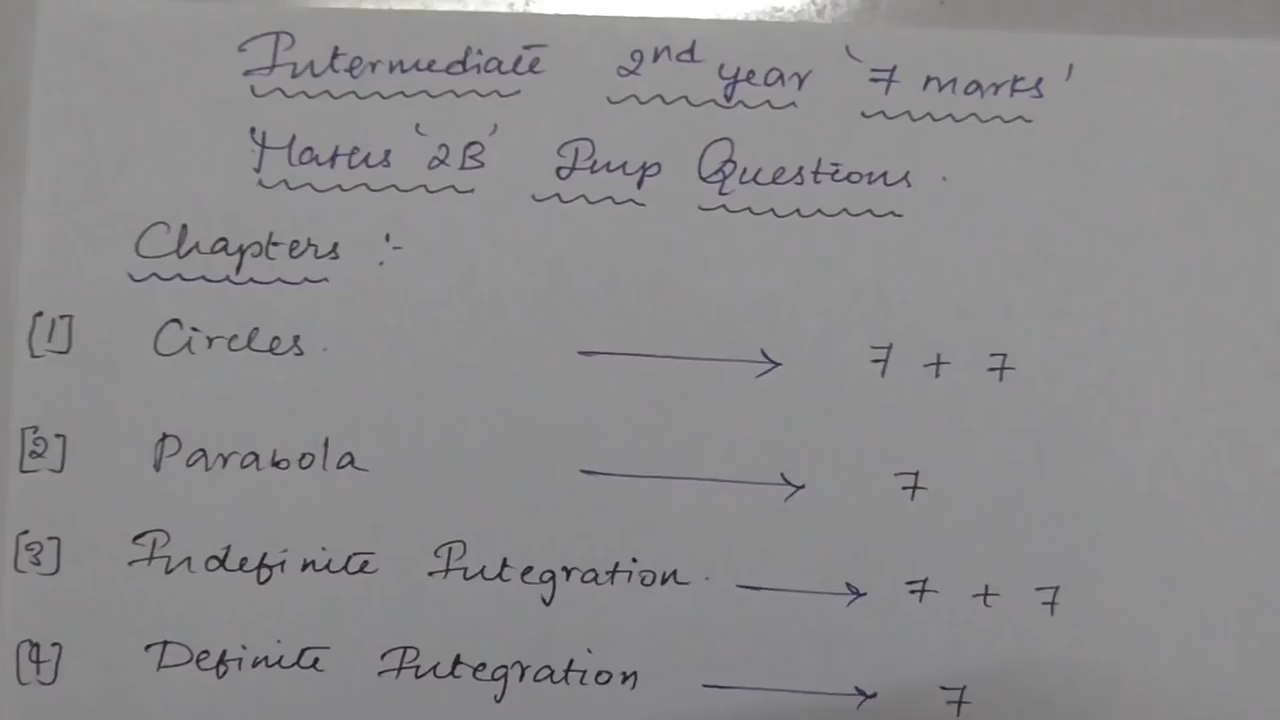 Intermediate 2nd year '7 marks'
Maths '2B' Imp Questions.
Chapters :-
[1] Circles. → 7 + 7
[2] Parabola → 7
[3] Indefinite Integration. → 7 + 7
[4] Definite Integration → 7